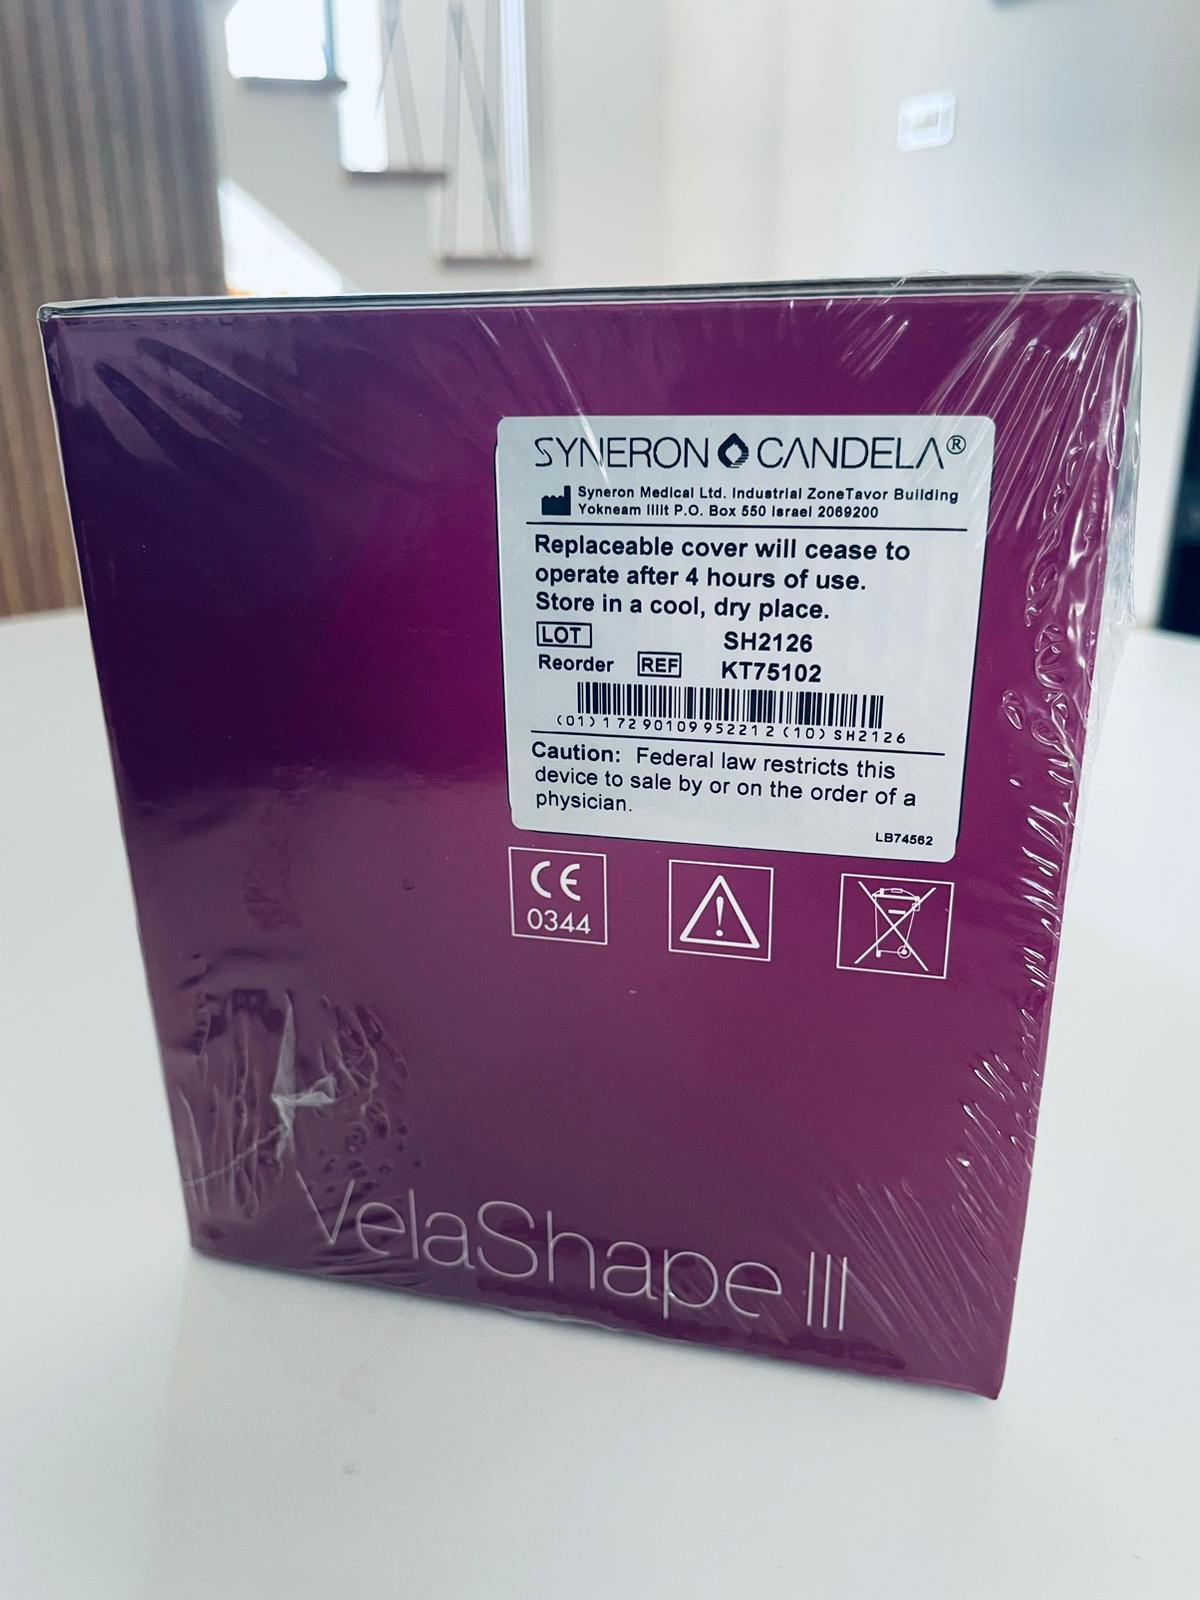 SYNERON CANDELA®
Syneron Medical Ltd. Industrial ZoneTavor Building
Yokneam Illit P.O. Box 550 Israel 2069200
Replaceable cover will cease to
operate after 4 hours of use.
Store in a cool, dry place.
LOT SH2126
Reorder REF KT75102
(01)17290109952212(10)SH2126
Caution: Federal law restricts this
device to sale by or on the order of a
physician.
LB74562
CE
0344
VelaShape III